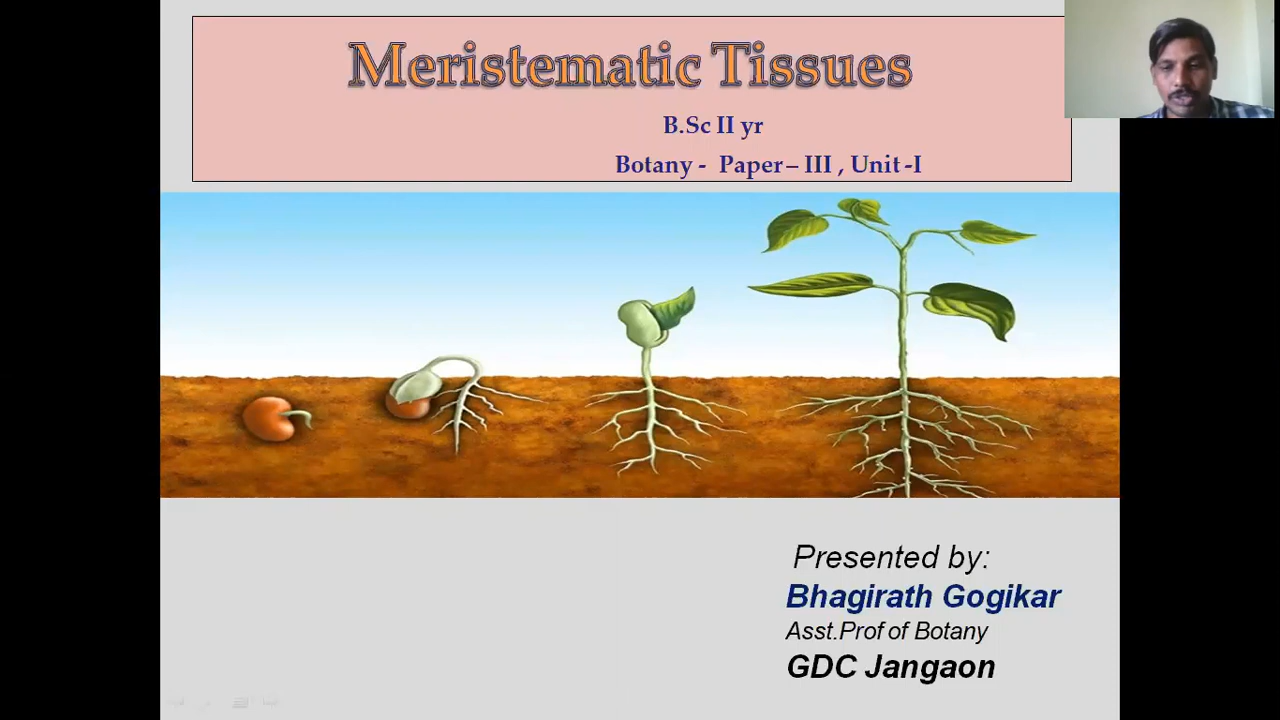 Meristematic Tissues
B.Sc II yr
Botany - Paper – III , Unit -I
Presented by:
Bhagirath Gogikar
Asst.Prof of Botany
GDC Jangaon